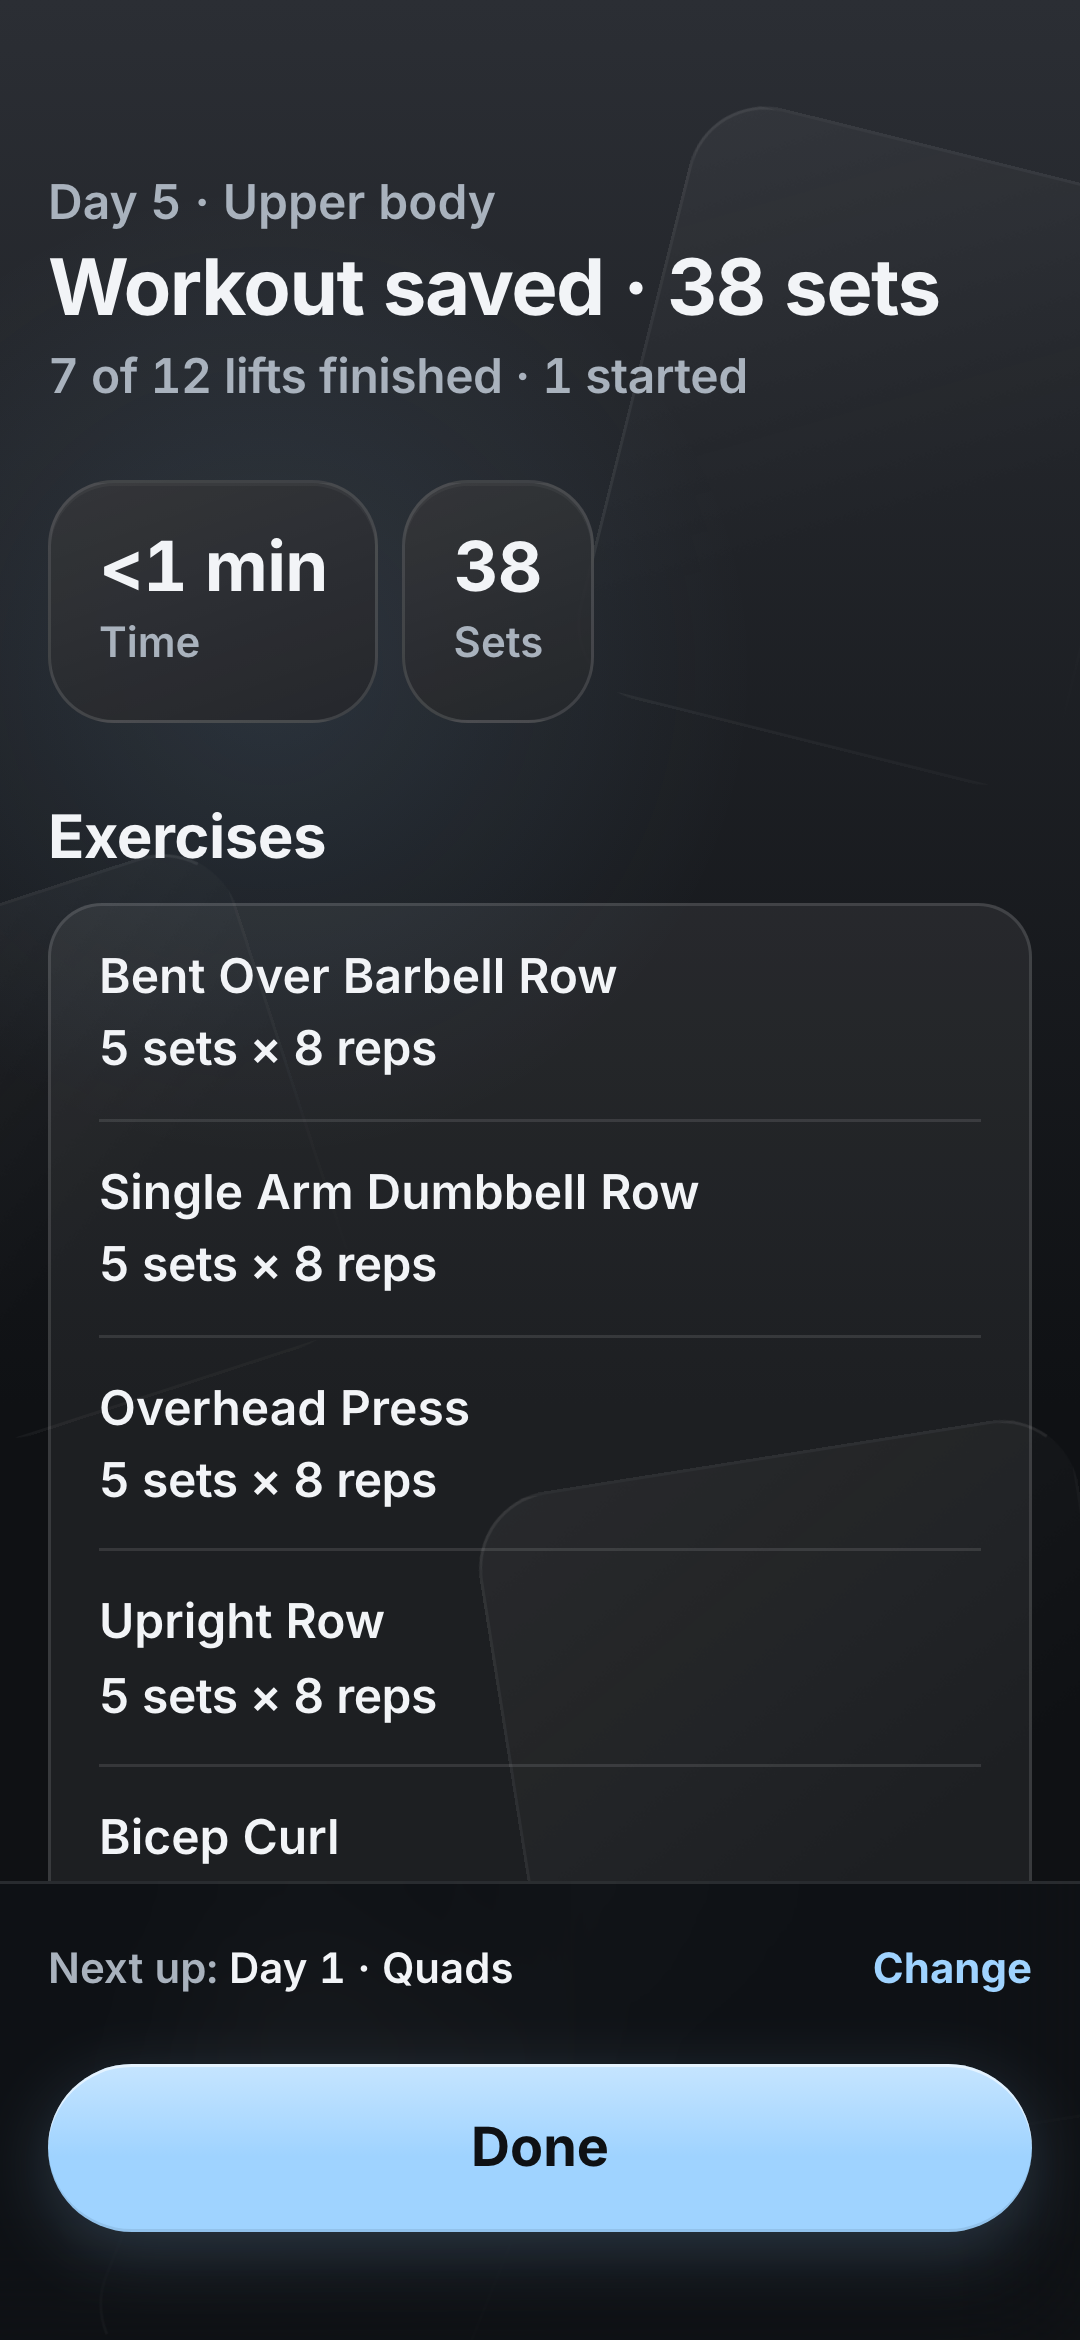 Day 5 · Upper body
Workout saved · 38 sets
7 of 12 lifts finished · 1 started
<1 min
Time
38
Sets
Exercises
Bent Over Barbell Row
5 sets × 8 reps
Single Arm Dumbbell Row
5 sets × 8 reps
Overhead Press
5 sets × 8 reps
Upright Row
5 sets × 8 reps
Bicep Curl
Next up: Day 1 · Quads
Change
Done